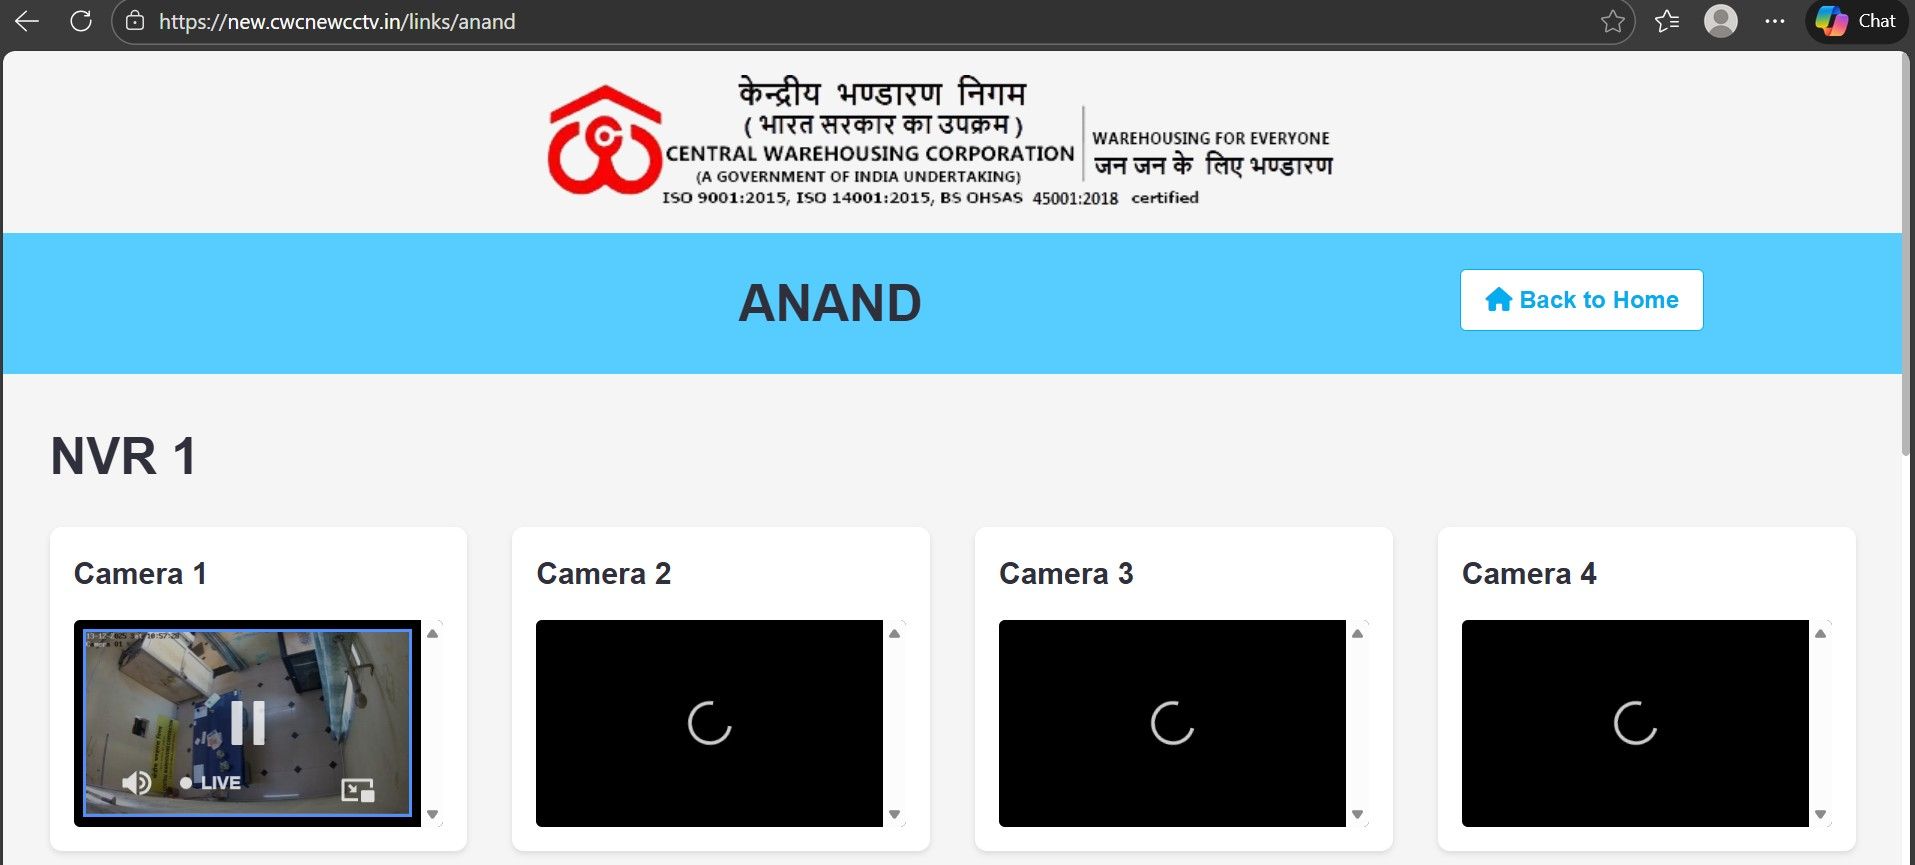 https://new.cwcnewcctv.in/links/anand
Chat
केन्द्रीय भण्डारण निगम
( भारत सरकार का उपक्रम )
CENTRAL WAREHOUSING CORPORATION
(A GOVERNMENT OF INDIA UNDERTAKING)
ISO 9001:2015, ISO 14001:2015, BS OHSAS 45001:2018 certified
WAREHOUSING FOR EVERYONE
जन जन के लिए भण्डारण
ANAND
Back to Home
NVR 1
Camera 1
Camera 2
Camera 3
Camera 4
LIVE